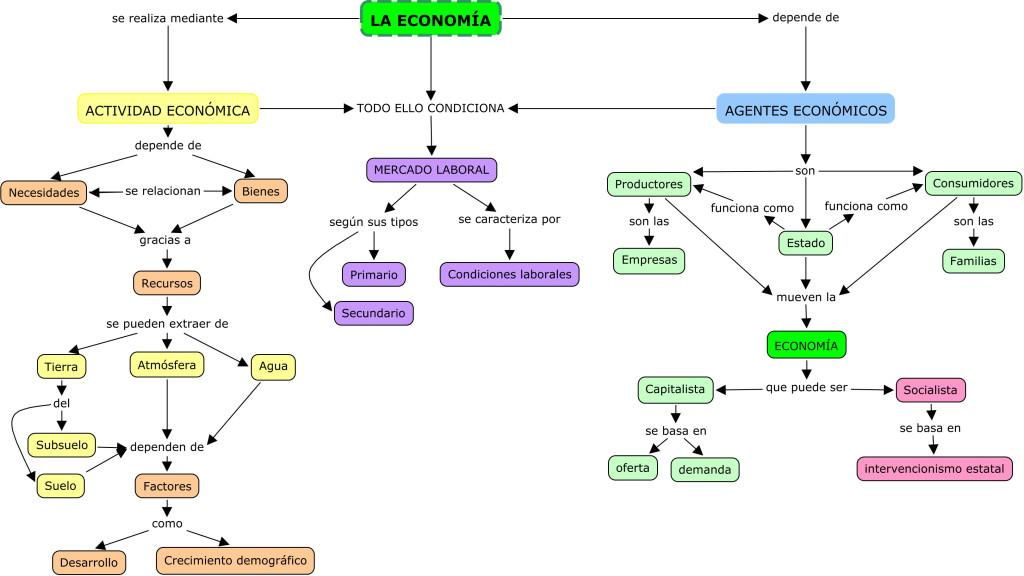 se realiza mediante
LA ECONOMÍA
depende de
ACTIVIDAD ECONÓMICA
TODO ELLO CONDICIONA
AGENTES ECONÓMICOS
depende de
Necesidades
se relacionan
Bienes
gracias a
Recursos
se pueden extraer de
Tierra
Atmósfera
Agua
del
Subsuelo
dependen de
Suelo
Factores
como
Desarrollo
Crecimiento demográfico
MERCADO LABORAL
según sus tipos
se caracteriza por
Primario
Condiciones laborales
Secundario
son
Productores
Consumidores
funciona como
funciona como
son las
son las
Estado
Empresas
Familias
mueven la
ECONOMÍA
Capitalista
que puede ser
Socialista
se basa en
se basa en
oferta
demanda
intervencionismo estatal